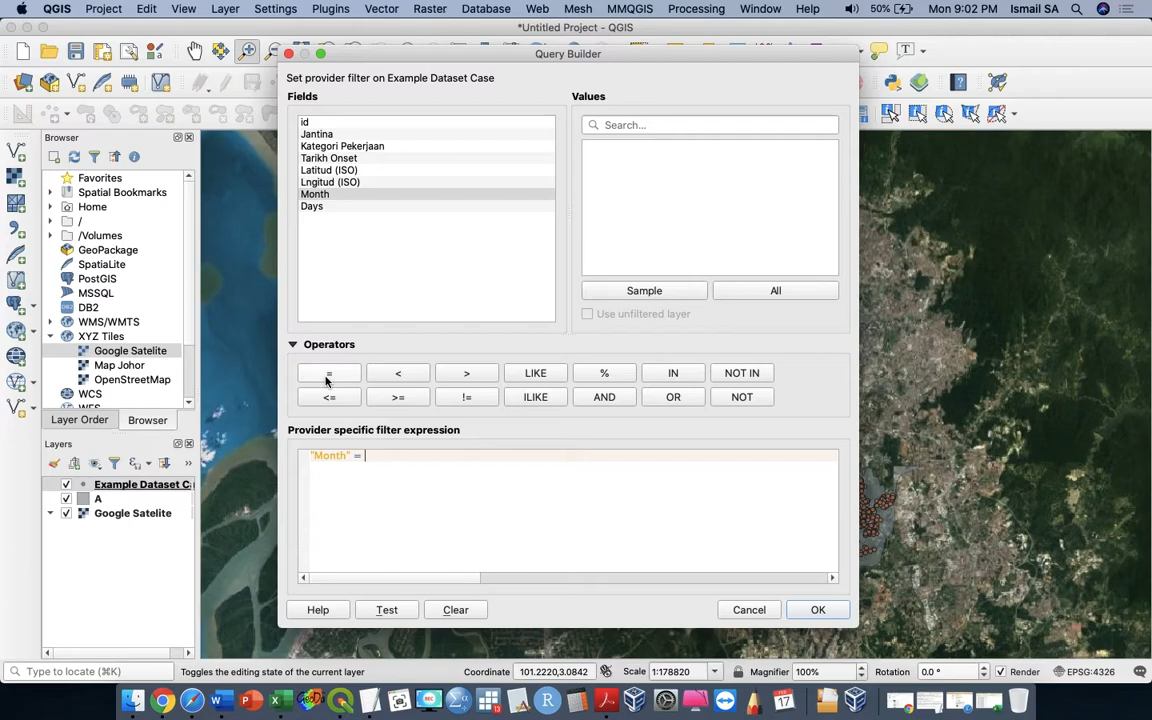 QGIS Project Edit View Layer Settings Plugins Vector Raster Database Web Mesh MMQGIS Processing Window Help 50% Mon 9:02 PM Ismail SA
*Untitled Project - QGIS
Query Builder
Set provider filter on Example Dataset Case
Fields
Values
id
Jantina
Kategori Pekerjaan
Tarikh Onset
Latitud (ISO)
Lngitud (ISO)
Month
Days
Search...
Sample
All
Use unfiltered layer
Operators
= < > LIKE % IN NOT IN
<= >= != ILIKE AND OR NOT
Provider specific filter expression
"Month" =
Help Test Clear Cancel OK
Browser
Favorites
Spatial Bookmarks
Home
/
/Volumes
GeoPackage
SpatiaLite
PostGIS
MSSQL
DB2
WMS/WMTS
XYZ Tiles
Google Satelite
Map Johor
OpenStreetMap
WCS
WFS
Layer Order Browser
Layers
Example Dataset Ca
A
Google Satelite
Type to locate (⌘K) Toggles the editing state of the current layer Coordinate 101.2220,3.0842 Scale 1:178820 Magnifier 100% Rotation 0.0 ° Render EPSG:4326